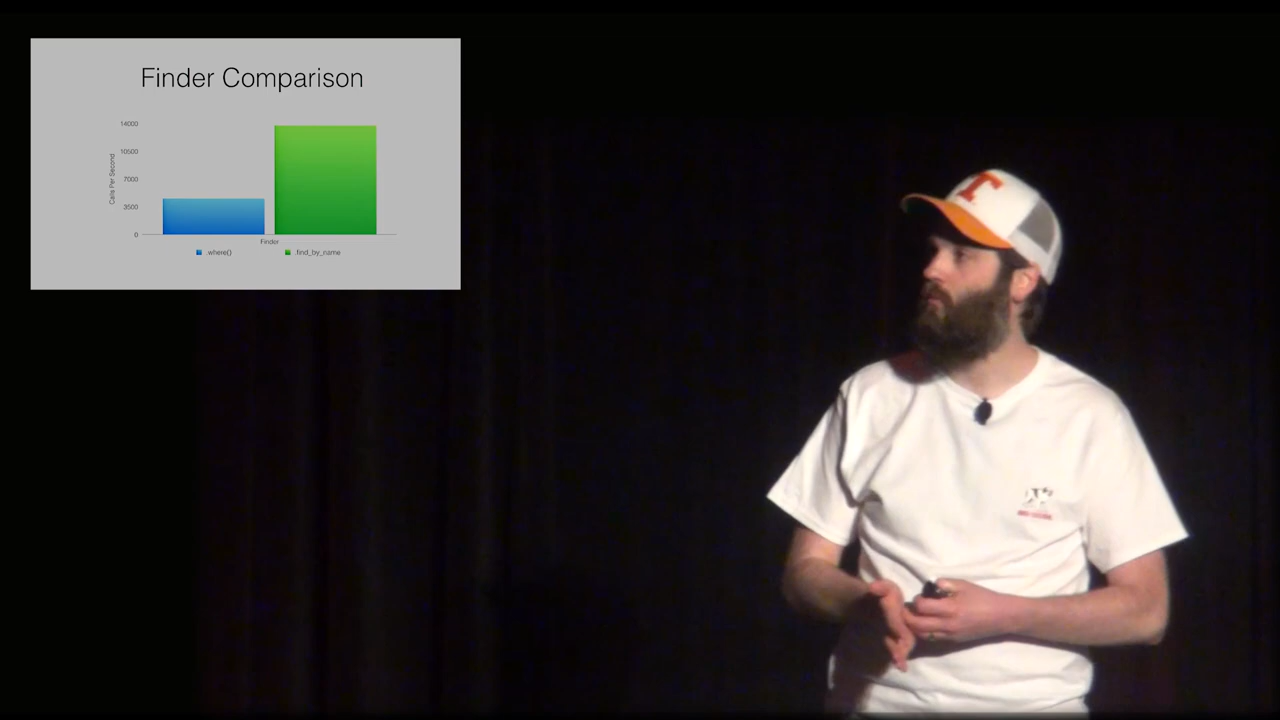 Finder Comparison
14000
10500
7000
3500
0
Calls Per Second
Finder
.where()
.find_by_name
T